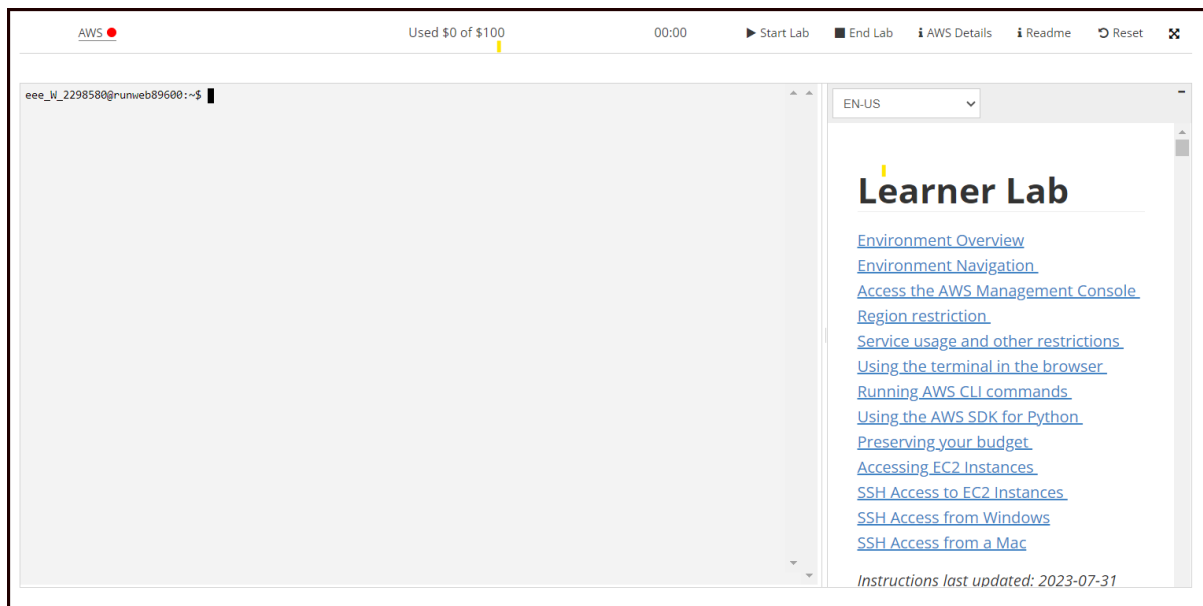 AWS Used $0 of $100 00:00 Start Lab End Lab AWS Details Readme Reset
eee_W_2298580@runweb89600:~$
EN-US
Learner Lab
Environment Overview
Environment Navigation
Access the AWS Management Console
Region restriction
Service usage and other restrictions
Using the terminal in the browser
Running AWS CLI commands
Using the AWS SDK for Python
Preserving your budget
Accessing EC2 Instances
SSH Access to EC2 Instances
SSH Access from Windows
SSH Access from a Mac
Instructions last updated: 2023-07-31